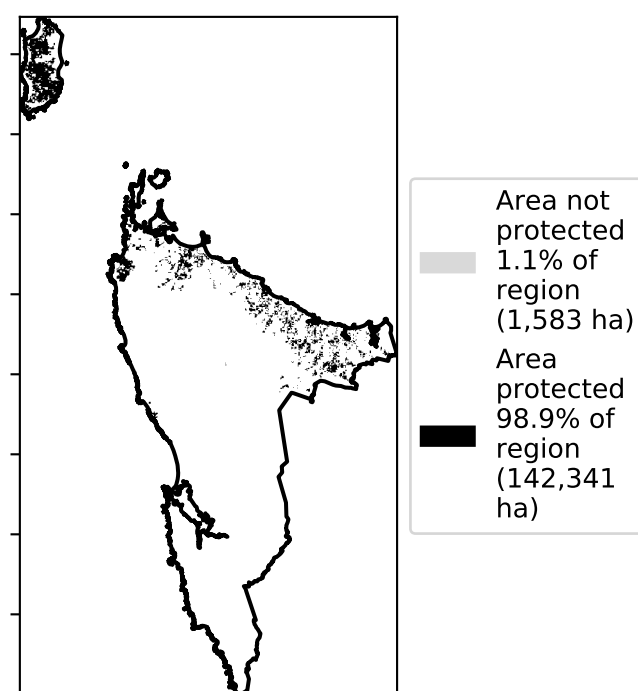 Area not
protected
1.1% of
region
(1,583 ha)
Area
protected
98.9% of
region
(142,341
ha)